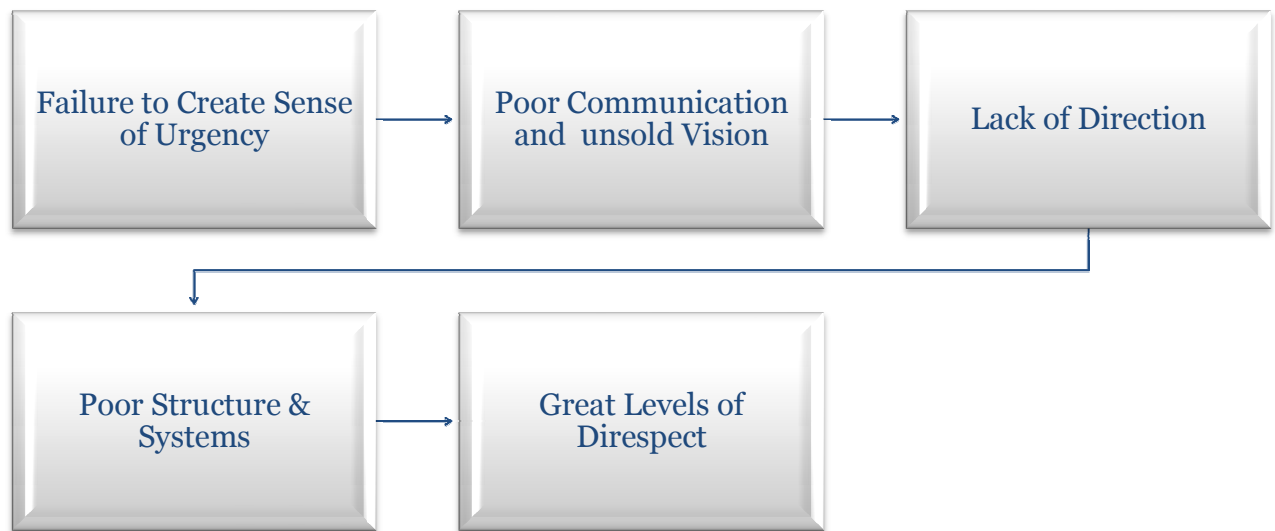 Failure to Create Sense
of Urgency
Poor Communication
and  unsold Vision
Lack of Direction
Poor Structure &
Systems
Great Levels of
Direspect